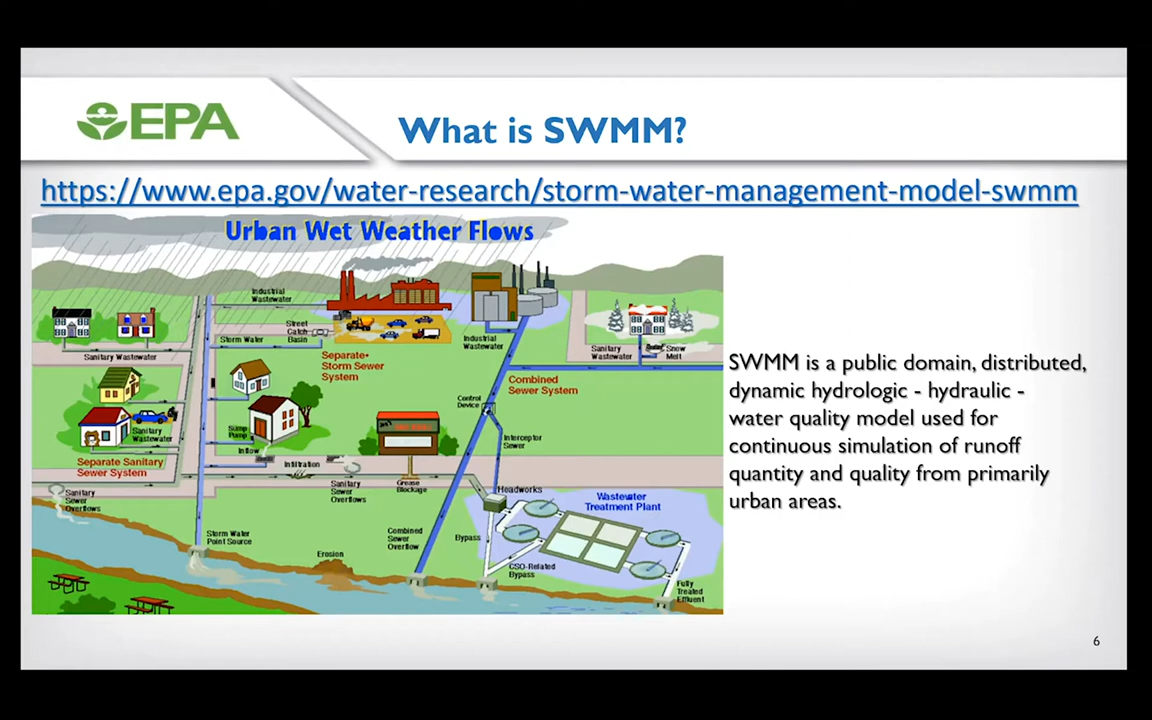 EPA
What is SWMM?
https://www.epa.gov/water-research/storm-water-management-model-swmm
Urban Wet Weather Flows
Industrial
Wastewater
Street
Catch
Basin
Storm Water
Separate•
Storm Sewer
System
Industrial
Wastewater
Sanitary
Wastewater
Snow
Melt
Sanitary Wastewater
Combined
Sewer System
Control
Device
Sanitary
Wastewater
Sump
Pump
Inflow
Interceptor
Sewer
Separate Sanitary
Sewer System
Infiltration
Sanitary
Sewer
Overflows
Grease
Blockage
Sanitary
Sewer
Overflows
Headworks
Wastewater
Treatment Plant
Storm Water
Point Source
Combined
Sewer
Overflow
Bypass
Erosion
CSO-Related
Bypass
Fully
Treated
Effluent
SWMM is a public domain, distributed,
dynamic hydrologic - hydraulic -
water quality model used for
continuous simulation of runoff
quantity and quality from primarily
urban areas.
6